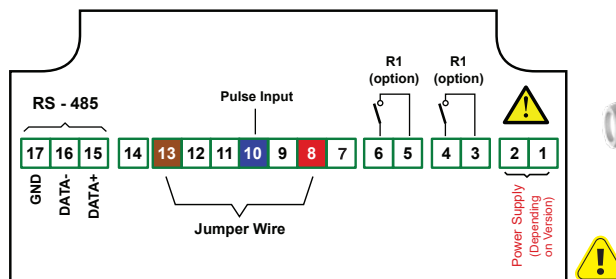 R1
(option)
R1
(option)
RS - 485
Pulse Input
17 16 15 14 13 12 11 10 9 8 7 6 5 4 3 2 1
GND
DATA-
DATA+
Jumper Wire
Power Supply
(Depending
on Version)